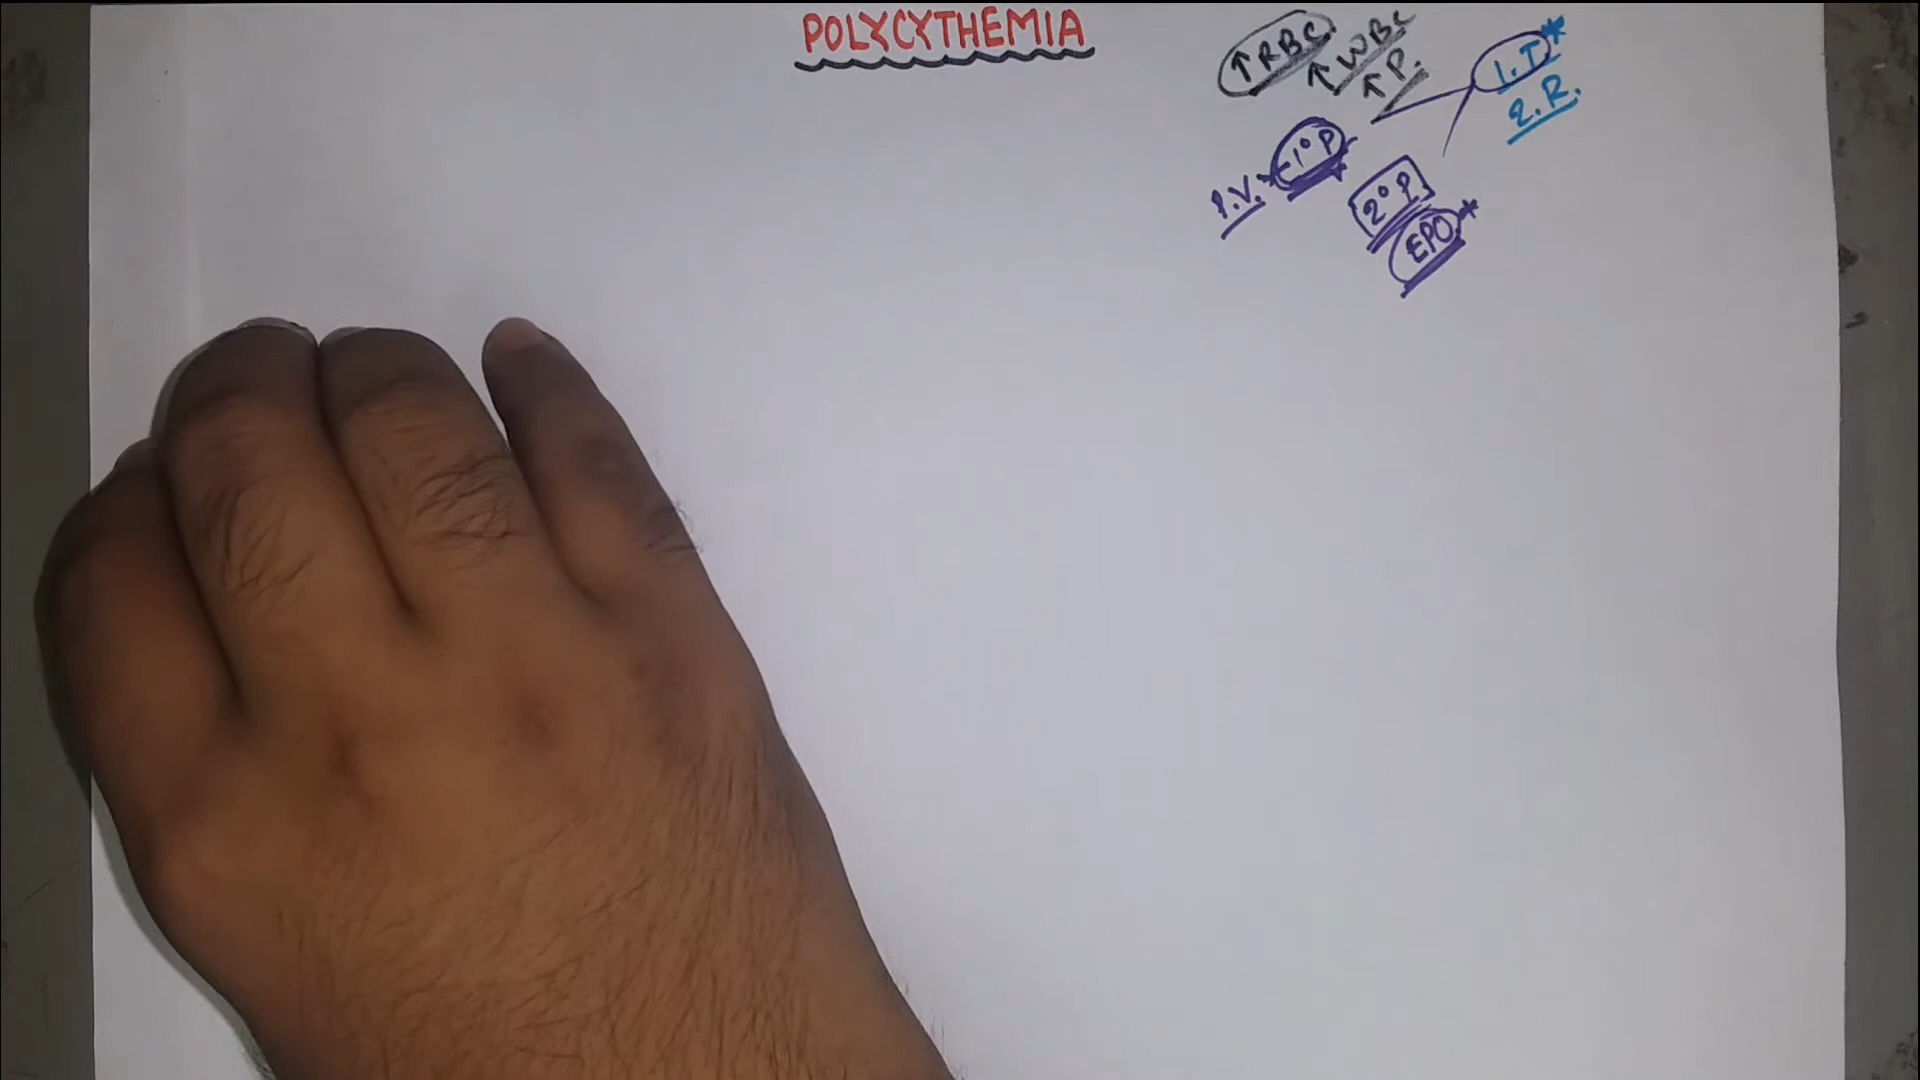 POLYCYTHEMIA
↑RBC
↑WBC
↑P.
1.T*
2.R.
P.V. 1°P
2°P
EPO*